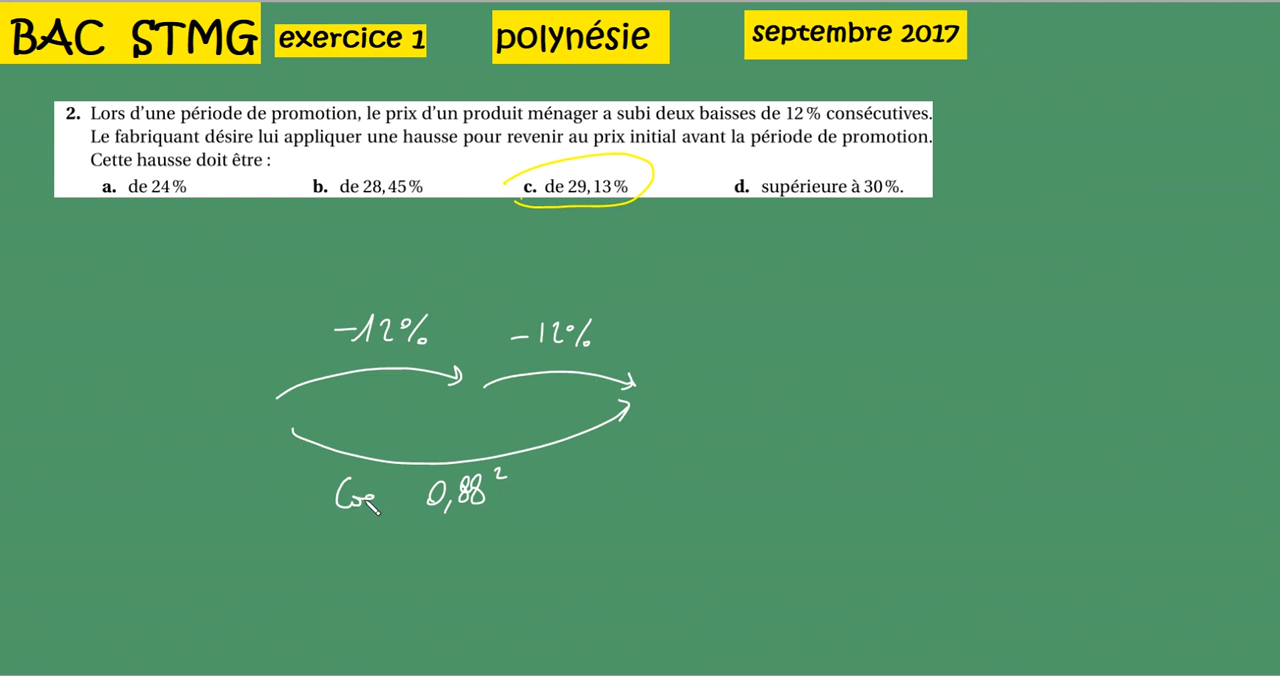 BAC STMG exercice 1 polynésie septembre 2017
2. Lors d'une période de promotion, le prix d'un produit ménager a subi deux baisses de 12 % consécutives.
Le fabriquant désire lui appliquer une hausse pour revenir au prix initial avant la période de promotion.
Cette hausse doit être :
a. de 24 % b. de 28,45 % c. de 29,13 % d. supérieure à 30 %.
-12% -12%
0,88²